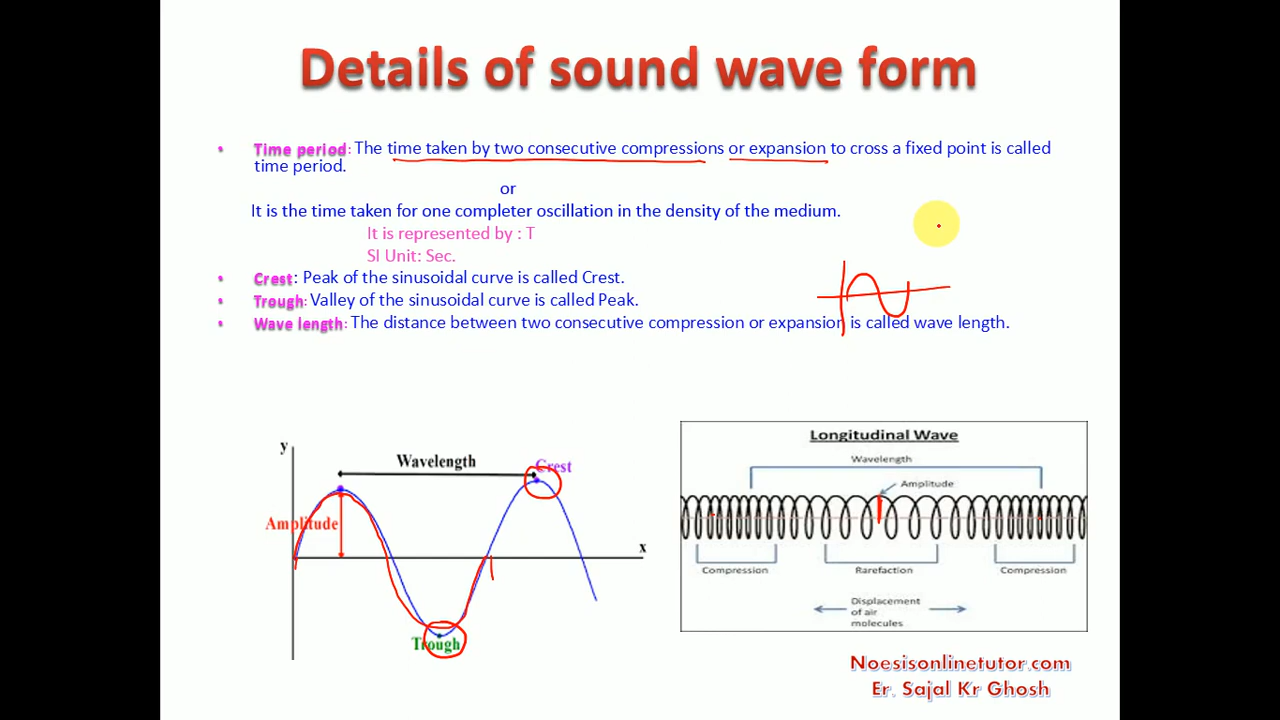 Details of sound wave form
• Time period: The time taken by two consecutive compressions or expansion to cross a fixed point is called
time period.
or
It is the time taken for one completer oscillation in the density of the medium.
It is represented by : T
SI Unit: Sec.
• Crest: Peak of the sinusoidal curve is called Crest.
• Trough: Valley of the sinusoidal curve is called Peak.
• Wave length: The distance between two consecutive compression or expansion is called wave length.
y
Wavelength
Crest
Amplitude
x
Trough
Longitudinal Wave
Wavelength
Amplitude
Compression
Rarefaction
Compression
Displacement
of air
molecules
Noesisonlinetutor.com
Er. Sajal Kr Ghosh